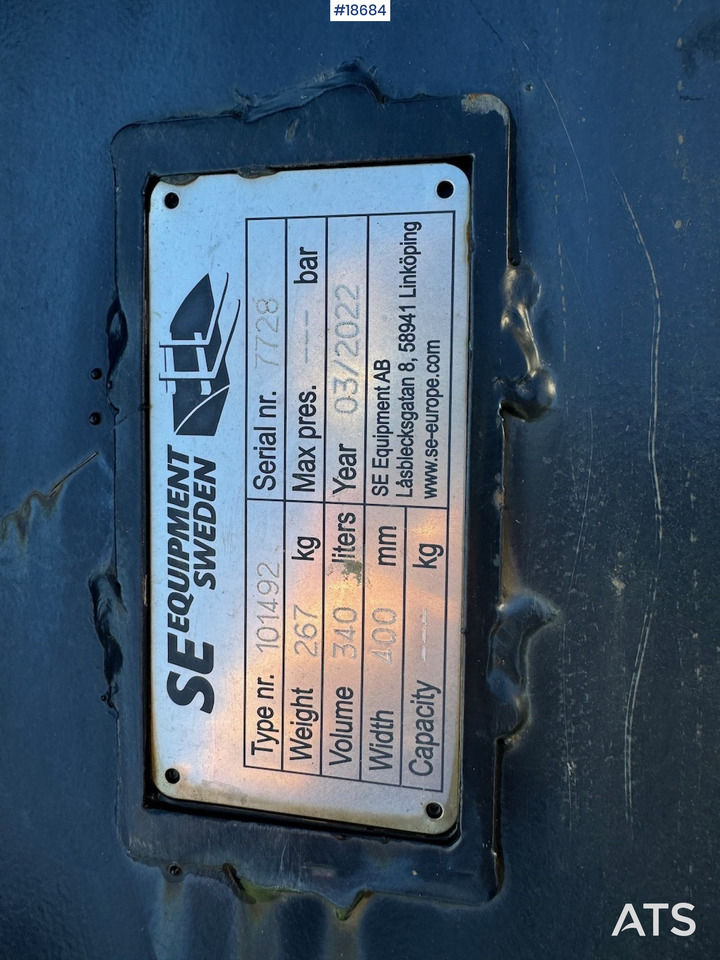 #18684
SE EQUIPMENT
SWEDEN
Type nr. 101492 Serial nr. 7728
Weight 267 kg Max pres. --- bar
Volume 340 liters Year 03/2022
Width 400 mm SE Equipment AB
Låsblecksgatan 8, 58941 Linköping
Capacity --- kg www.se-europe.com
ATS